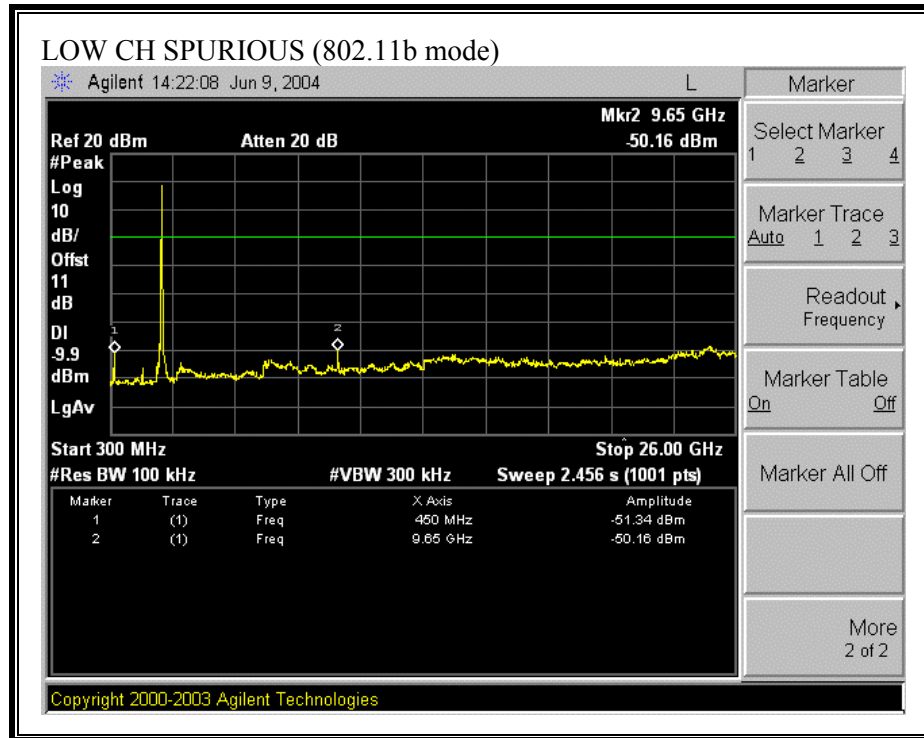 LOW CH SPURIOUS (802.11b mode)
Agilent 14:22:08 Jun 9, 2004 L
Mkr2 9.65 GHz
Ref 20 dBm Atten 20 dB -50.16 dBm
#Peak
Log
10
dB/
Offst
11
dB
DI
-9.9
dBm
LgAv
1
2
Start 300 MHz Stop 26.00 GHz
#Res BW 100 kHz #VBW 300 kHz Sweep 2.456 s (1001 pts)
Marker Trace Type X Axis Amplitude
1 (1) Freq 450 MHz -51.34 dBm
2 (1) Freq 9.65 GHz -50.16 dBm
Marker
Select Marker
1 2 3 4
Marker Trace
Auto 1 2 3
Readout
Frequency
Marker Table
On Off
Marker All Off
More
2 of 2
Copyright 2000-2003 Agilent Technologies